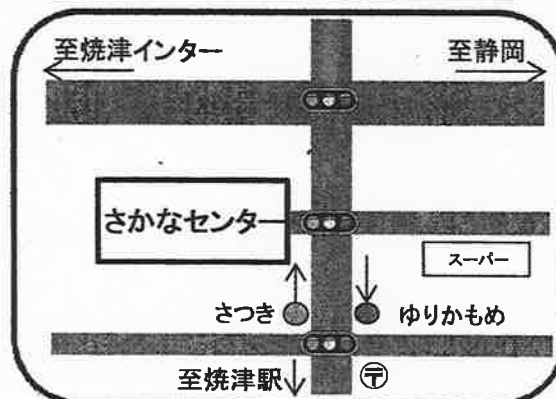 至焼津インター
至静岡
さかなセンター
スーパー
さつき
ゆりかもめ
至焼津駅
〒